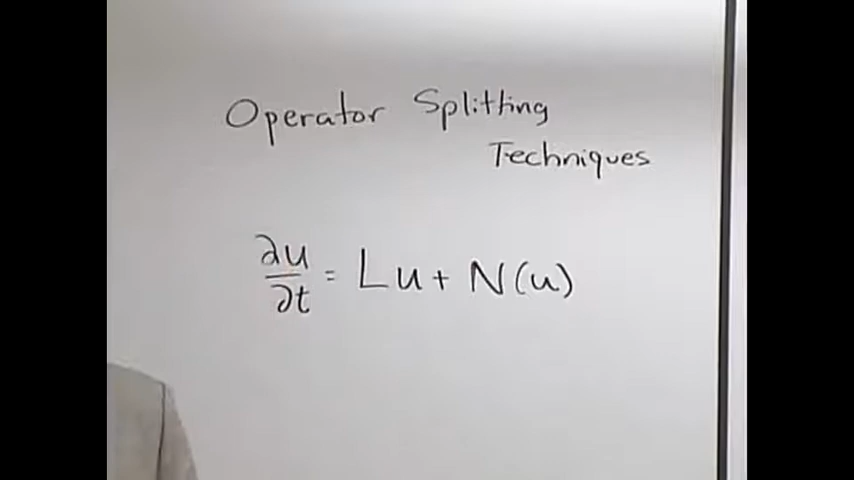 Operator Splitting
Techniques
∂u/∂t = Lu + N(u)